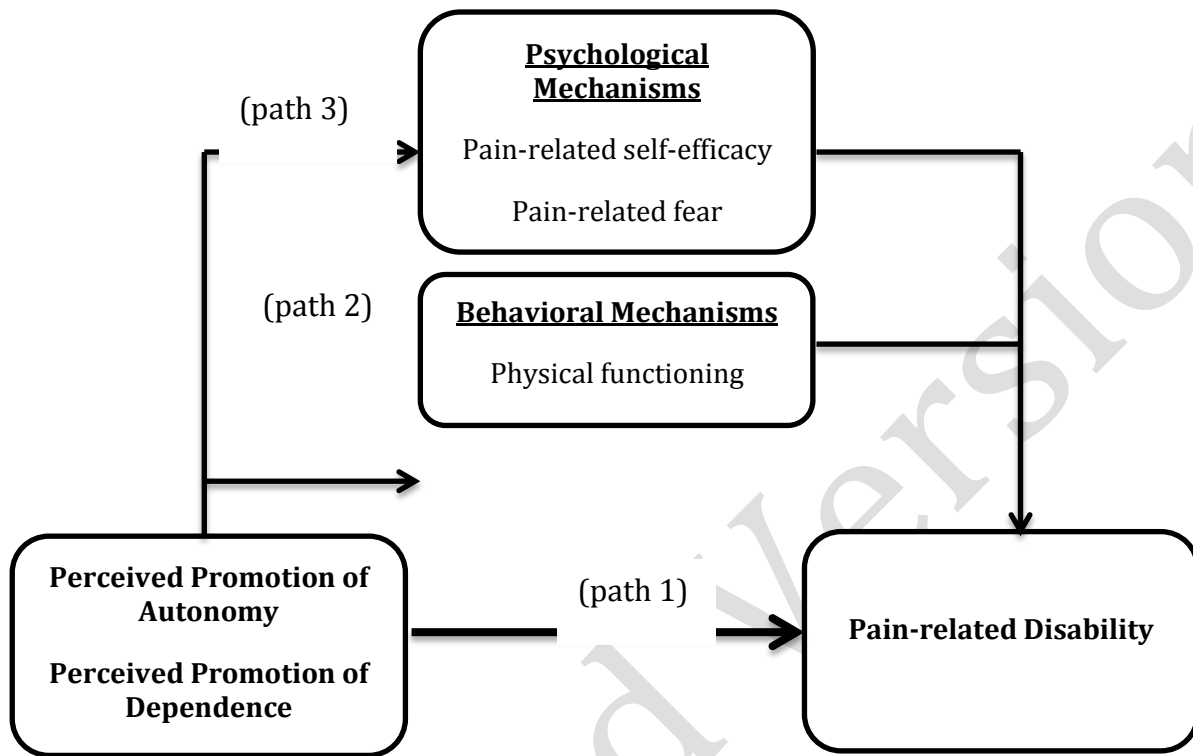 Psychological
Mechanisms
(path 3)
Pain-related self-efficacy
Pain-related fear
(path 2)
Behavioral Mechanisms
Physical functioning
Perceived Promotion of
Autonomy
Perceived Promotion of
Dependence
(path 1)
Pain-related Disability
d Version